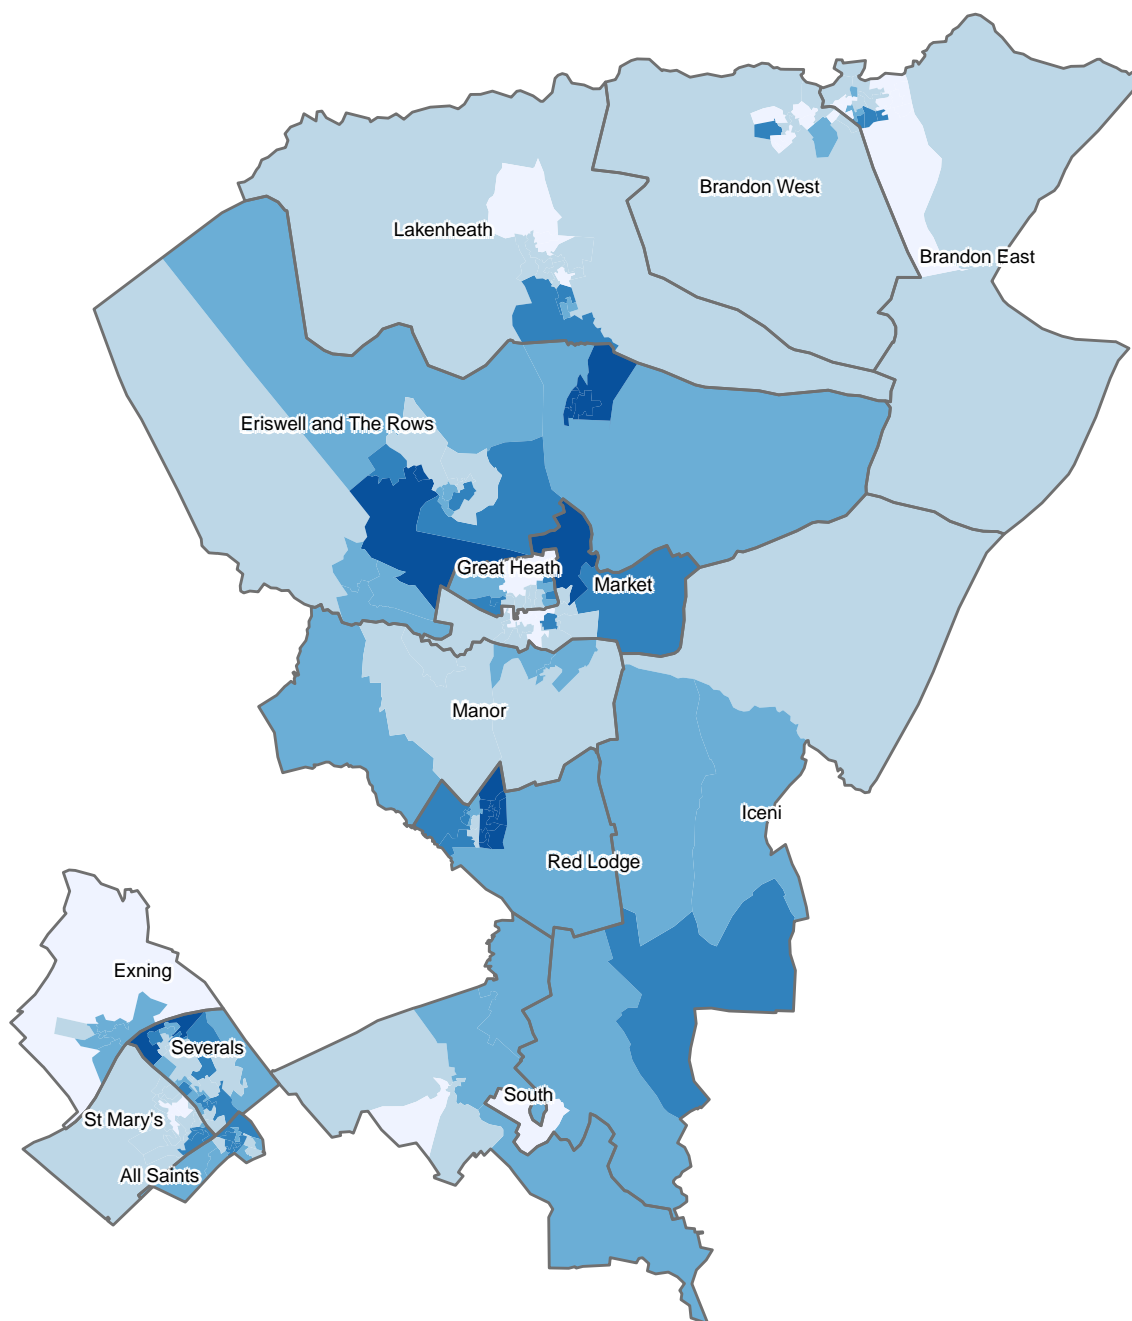 Brandon West
Lakenheath
Brandon East
Eriswell and The Rows
Great Heath
Market
Manor
Iceni
Red Lodge
Exning
Severals
South
St Mary's
All Saints